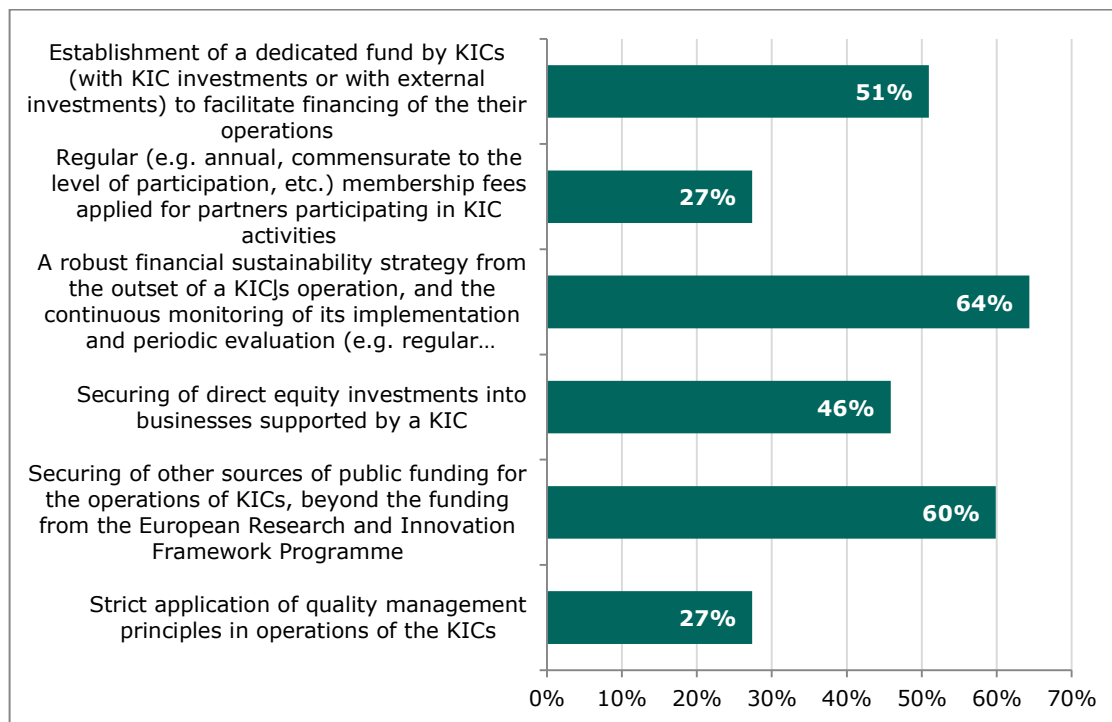 Establishment of a dedicated fund by KICs
(with KIC investments or with external
investments) to facilitate financing of the their
operations
51%
Regular (e.g. annual, commensurate to the
level of participation, etc.) membership fees
applied for partners participating in KIC
activities
27%
A robust financial sustainability strategy from
the outset of a KICʃs operation, and the
continuous monitoring of its implementation
and periodic evaluation (e.g. regular…
64%
Securing of direct equity investments into
businesses supported by a KIC
46%
Securing of other sources of public funding for
the operations of KICs, beyond the funding
from the European Research and Innovation
Framework Programme
60%
Strict application of quality management
principles in operations of the KICs
27%
0% 10% 20% 30% 40% 50% 60% 70%